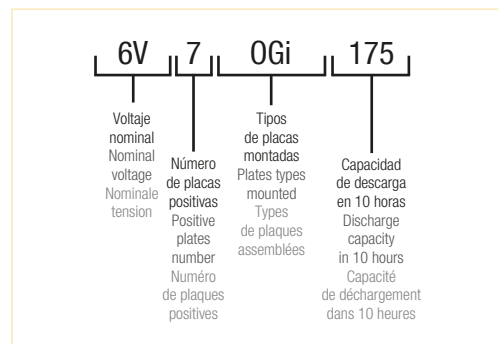 6V 7 OGi 175
Voltaje
nominal
Nominal
voltage
Nominale
tension
Número
de placas
positivas
Positive
plates
number
Numéro
de plaques
positives
Tipos
de placas
montadas
Plates types
mounted
Types
de plaques
assemblées
Capacidad
de descarga
en 10 horas
Discharge
capacity
in 10 hours
Capacité
de déchargement
dans 10 heures